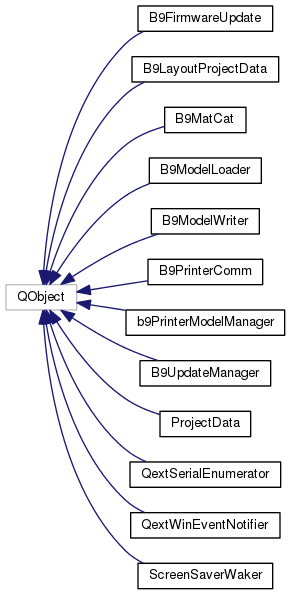 B9FirmwareUpdate
B9LayoutProjectData
B9MatCat
B9ModelLoader
B9ModelWriter
B9PrinterComm
QObject
b9PrinterModelManager
B9UpdateManager
ProjectData
QextSerialEnumerator
QextWinEventNotifier
ScreenSaverWaker